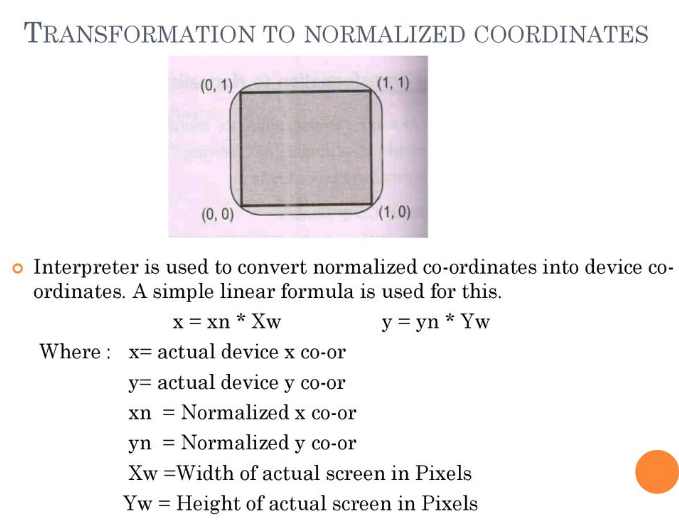 TRANSFORMATION TO NORMALIZED COORDINATES
(0, 1) (1, 1)
(0, 0) (1, 0)
Interpreter is used to convert normalized co-ordinates into device co-
ordinates. A simple linear formula is used for this.
x = xn * Xw y = yn * Yw
Where : x= actual device x co-or
y= actual device y co-or
xn = Normalized x co-or
yn = Normalized y co-or
Xw =Width of actual screen in Pixels
Yw = Height of actual screen in Pixels